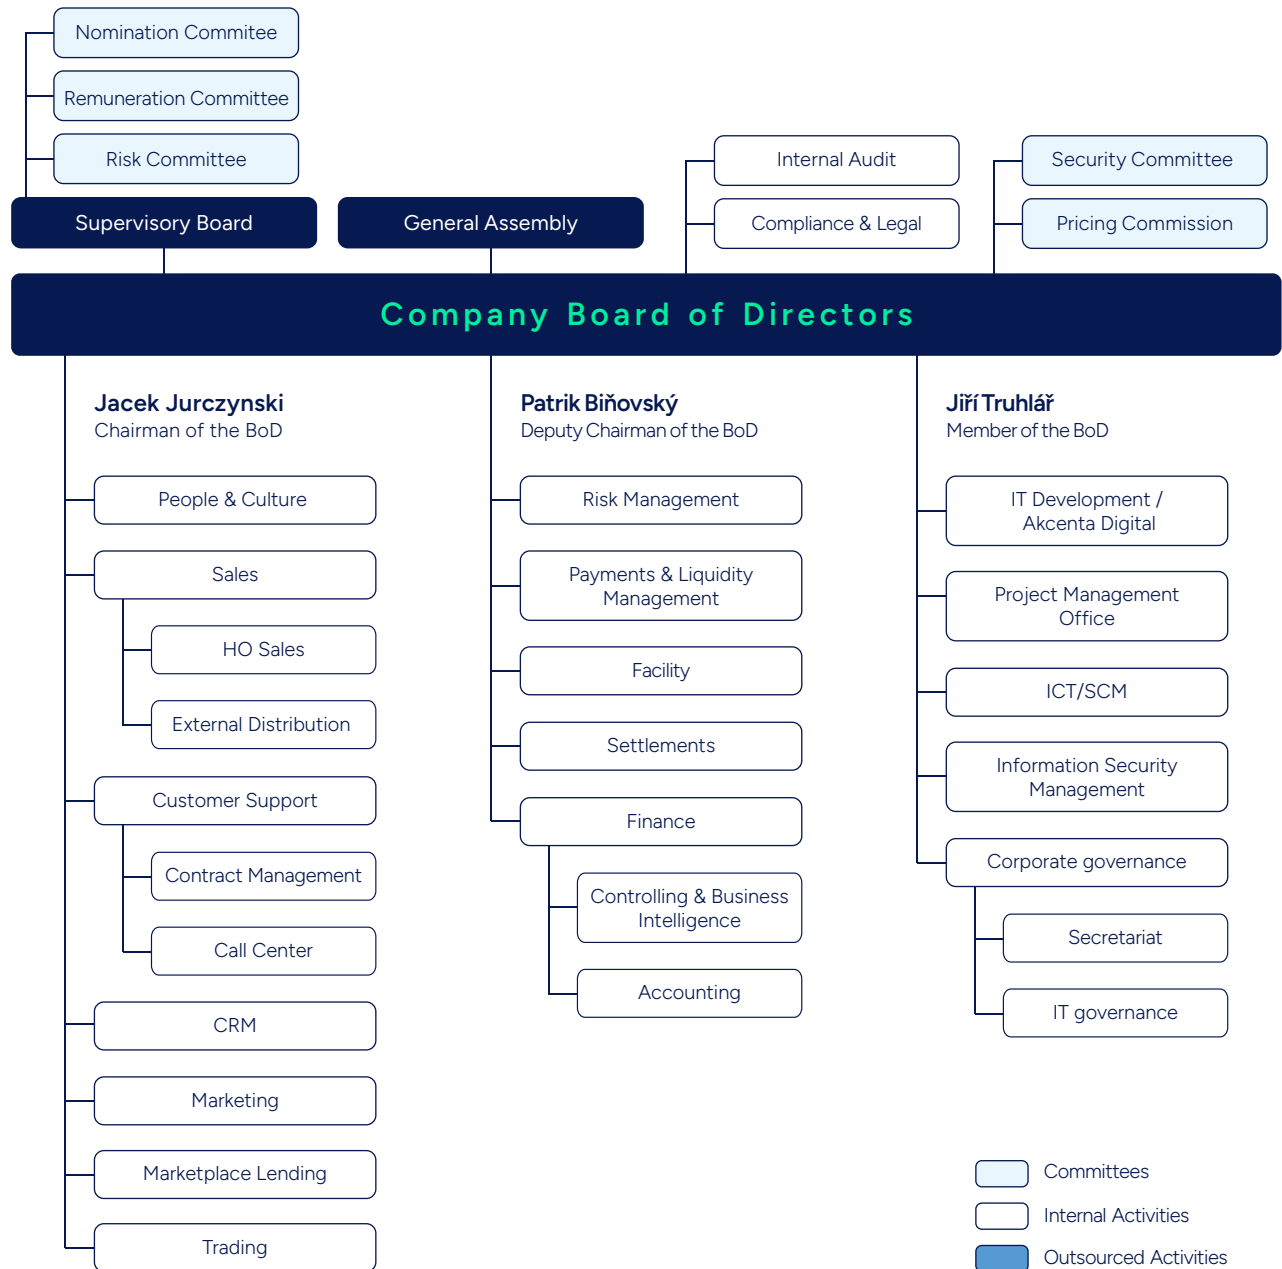 Nomination Commitee
Remuneration Committee
Risk Committee
Supervisory Board
General Assembly
Internal Audit
Compliance & Legal
Security Committee
Pricing Commission
Company Board of Directors
Jacek Jurczynski
Chairman of the BoD
People & Culture
Sales
HO Sales
External Distribution
Customer Support
Contract Management
Call Center
CRM
Marketing
Marketplace Lending
Trading
Patrik Biňovský
Deputy Chairman of the BoD
Risk Management
Payments & Liquidity
Management
Facility
Settlements
Finance
Controlling & Business
Intelligence
Accounting
Jiří Truhlář
Member of the BoD
IT Development /
Akcenta Digital
Project Management
Office
ICT/SCM
Information Security
Management
Corporate governance
Secretariat
IT governance
Committees
Internal Activities
Outsourced Activities